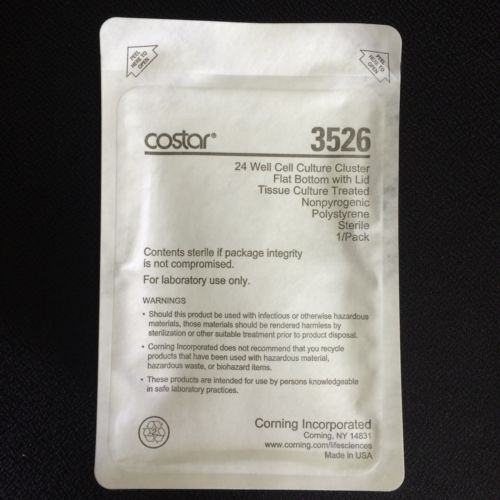 PEEL
HERE TO
OPEN
PEEL
HERE TO
OPEN
costar® 3526
24 Well Cell Culture Cluster
Flat Bottom with Lid
Tissue Culture Treated
Nonpyrogenic
Polystyrene
Sterile
1/Pack
Contents sterile if package integrity
is not compromised.
For laboratory use only.
WARNINGS
• Should this product be used with infectious or otherwise hazardous
materials, those materials should be rendered harmless by
sterilization or other suitable treatment prior to product disposal.
• Corning Incorporated does not recommend that you recycle
products that have been used with hazardous material,
hazardous waste, or biohazard items.
• These products are intended for use by persons knowledgeable
in safe laboratory practices.
Corning Incorporated
Corning, NY 14831
www.corning.com/lifesciences
Made in USA